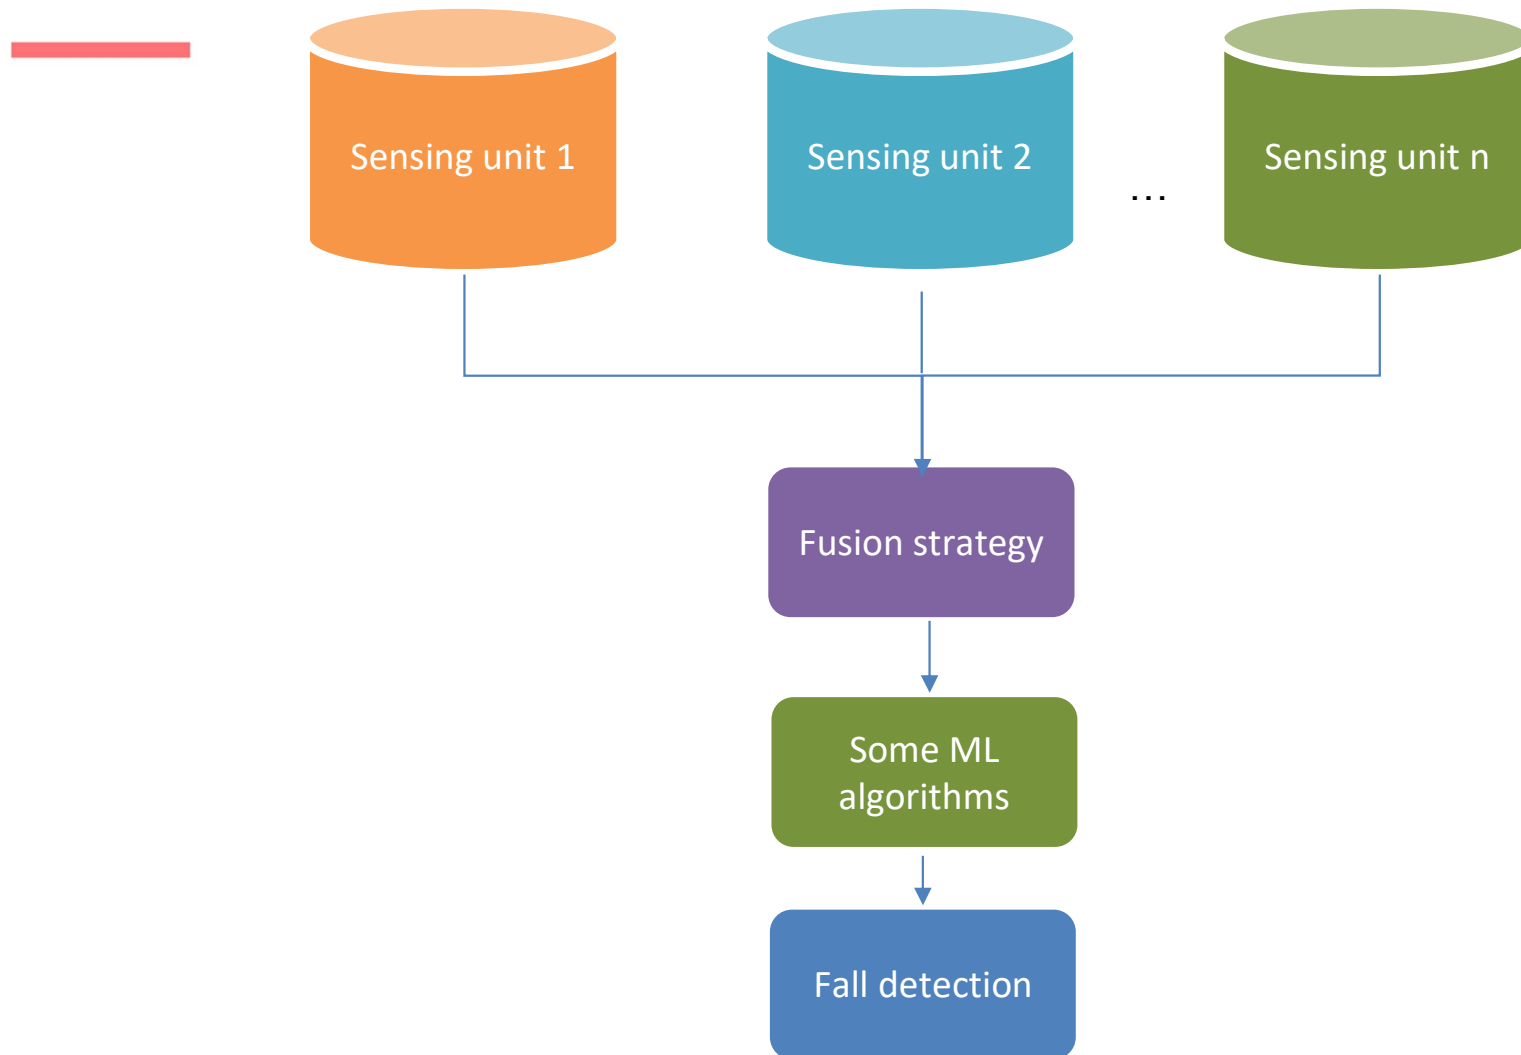 Sensing unit 1
Sensing unit 2
...
Sensing unit n
Fusion strategy
Some ML
algorithms
Fall detection